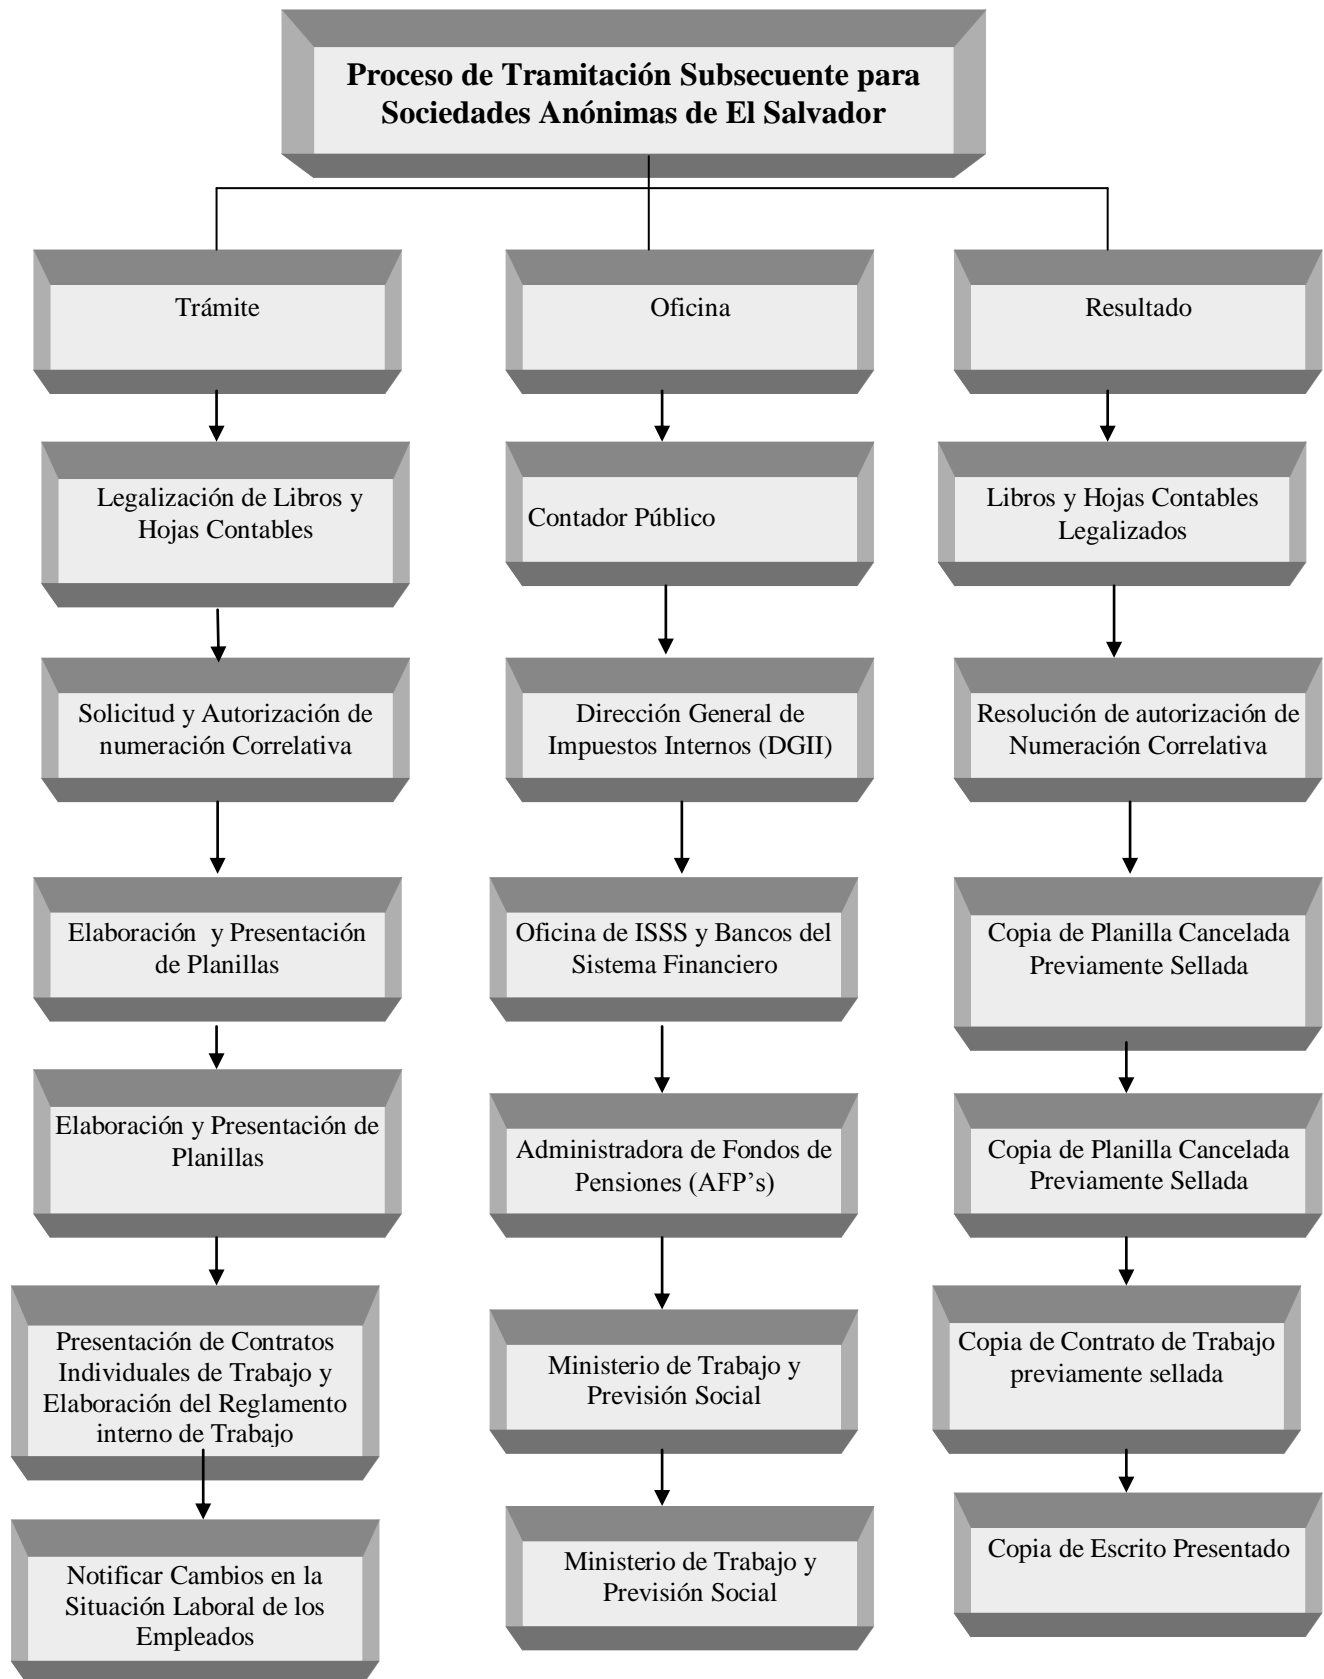 Proceso de Tramitación Subsecuente para
Sociedades Anónimas de El Salvador
Trámite
Oficina
Resultado
Legalización de Libros y
Hojas Contables
Contador Público
Libros y Hojas Contables
Legalizados
Solicitud y Autorización de
numeración Correlativa
Dirección General de
Impuestos Internos (DGII)
Resolución de autorización de
Numeración Correlativa
Elaboración y Presentación
de Planillas
Oficina de ISSS y Bancos del
Sistema Financiero
Copia de Planilla Cancelada
Previamente Sellada
Elaboración y Presentación de
Planillas
Administradora de Fondos de
Pensiones (AFP’s)
Copia de Planilla Cancelada
Previamente Sellada
Presentación de Contratos
Individuales de Trabajo y
Elaboración del Reglamento
interno de Trabajo
Ministerio de Trabajo y
Previsión Social
Copia de Contrato de Trabajo
previamente sellada
Notificar Cambios en la
Situación Laboral de los
Empleados
Ministerio de Trabajo y
Previsión Social
Copia de Escrito Presentado